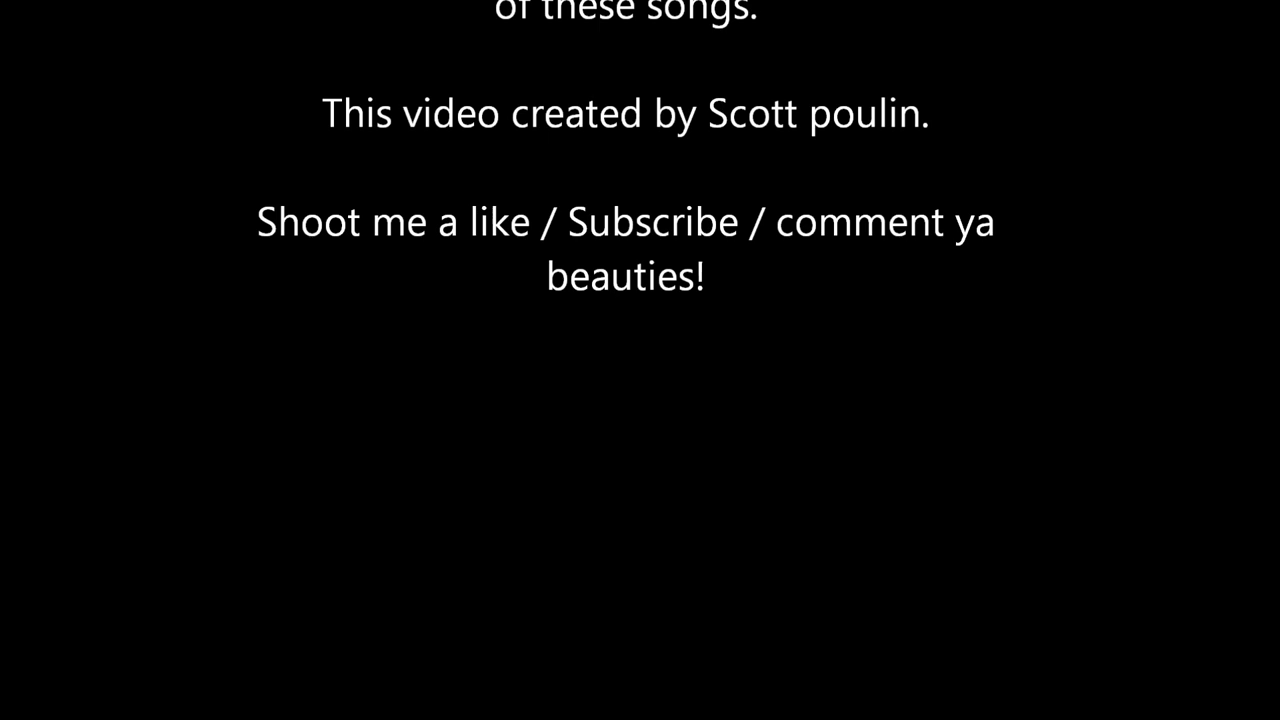 of these songs.
This video created by Scott poulin.
Shoot me a like / Subscribe / comment ya
beauties!